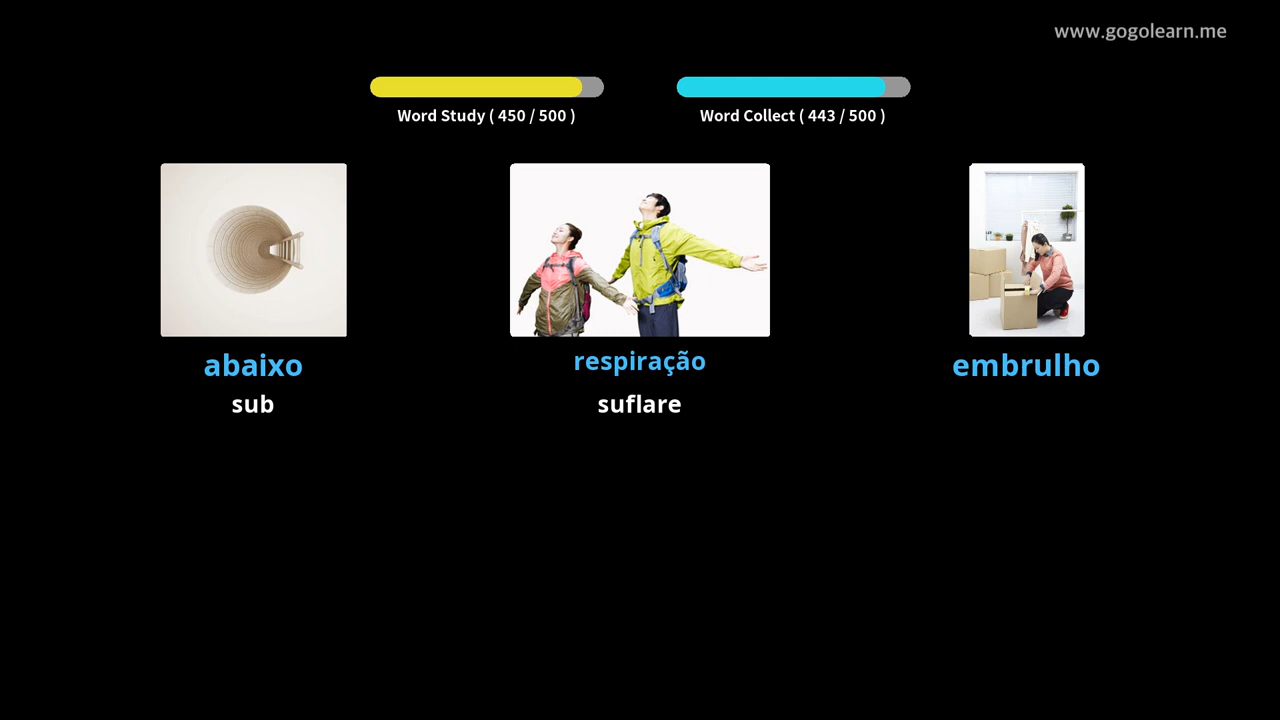 www.gogolearn.me
Word Study ( 450 / 500 )
Word Collect ( 443 / 500 )
abaixo
respiração
embrulho
sub
suflare